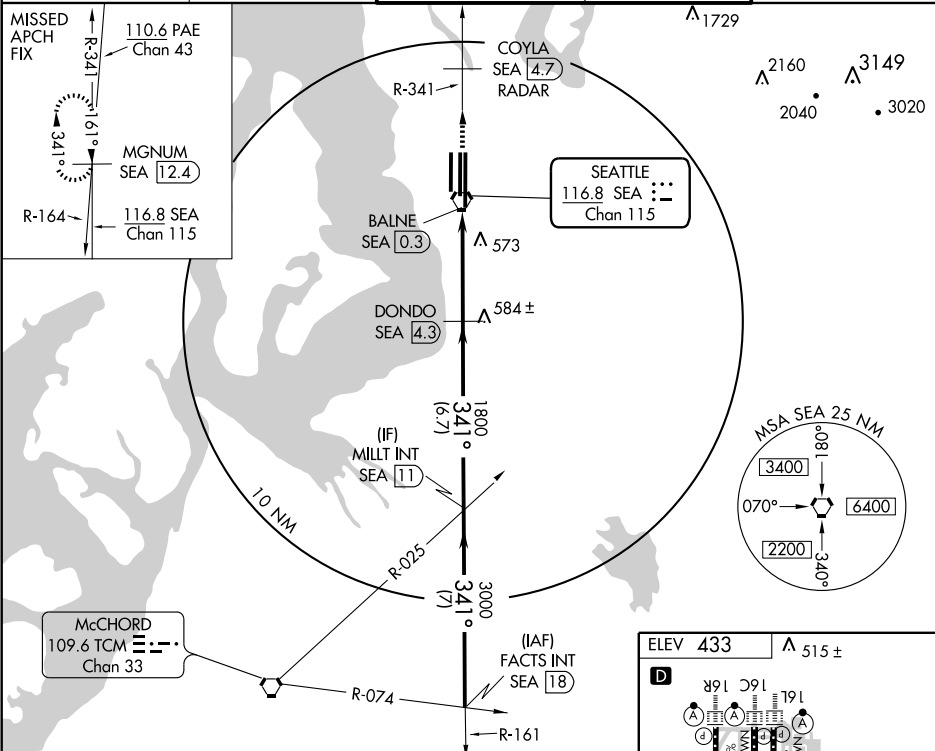 MISSED
APCH
FIX
110.6 PAE
Chan 43
R-341
161°
341°
MGNUM
SEA 12.4
R-164
116.8 SEA
Chan 115
COYLA
SEA 4.7
RADAR
R-341
1729
2160
3149
2040
3020
SEATTLE
116.8 SEA
Chan 115
BALNE
SEA 0.3
573
DONDO
SEA 4.3
584 ±
1800
341°
(6.7)
(IF)
MILLT INT
SEA 11
10 NM
R-025
3000
341°
(7)
MSA SEA 25 NM
180°
3400
070°
6400
2200
340°
McCHORD
109.6 TCM
Chan 33
(IAF)
FACTS INT
SEA 18
R-074
R-161
ELEV 433
515 ±
D
16R
16C
16L
A
A
A
P
P
P